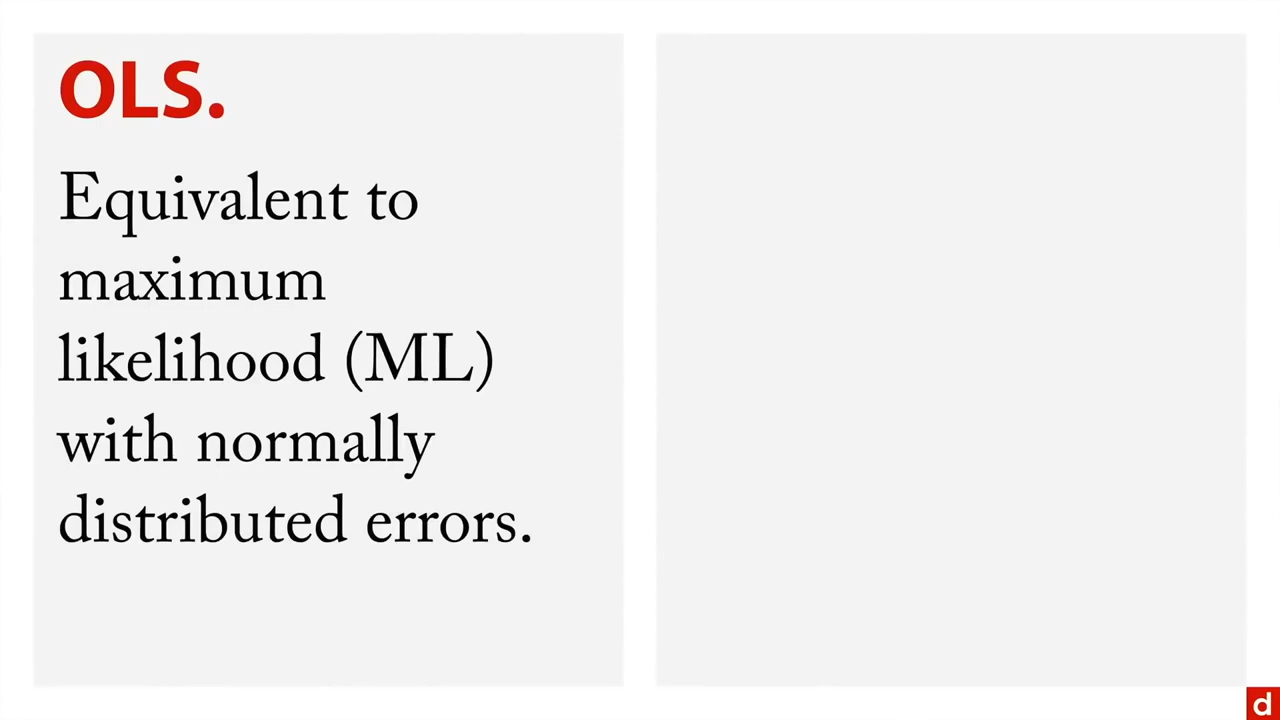 OLS.
Equivalent to
maximum
likelihood (ML)
with normally
distributed errors.
d